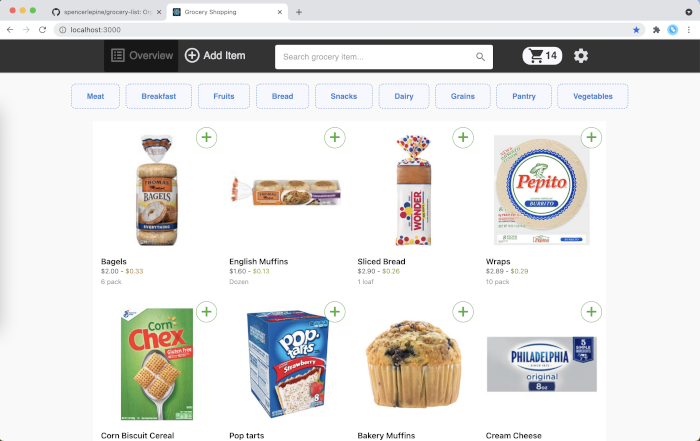 spencerlepine/grocery-list: Or
Grocery Shopping
localhost:3000
Overview
Add Item
Search grocery item...
14
Meat
Breakfast
Fruits
Bread
Snacks
Dairy
Grains
Pantry
Vegetables
THOMAS'
BAGELS
EVERYTHING
WONDER
Pepito
BURRITO
Bagels
$2.00 - $0.33
6 pack
English Muffins
$1.60 - $0.13
Dozen
Sliced Bread
$2.90 - $0.26
1 loaf
Wraps
$2.89 - $0.29
10 pack
Corn
Chex
Gluten Free
Pop.
tarts
Strawberry
8
PHILADELPHIA
original
8oz
5
SIMPLE
Corn Biscuit Cereal
Pop tarts
Bakery Muffins
Cream Cheese